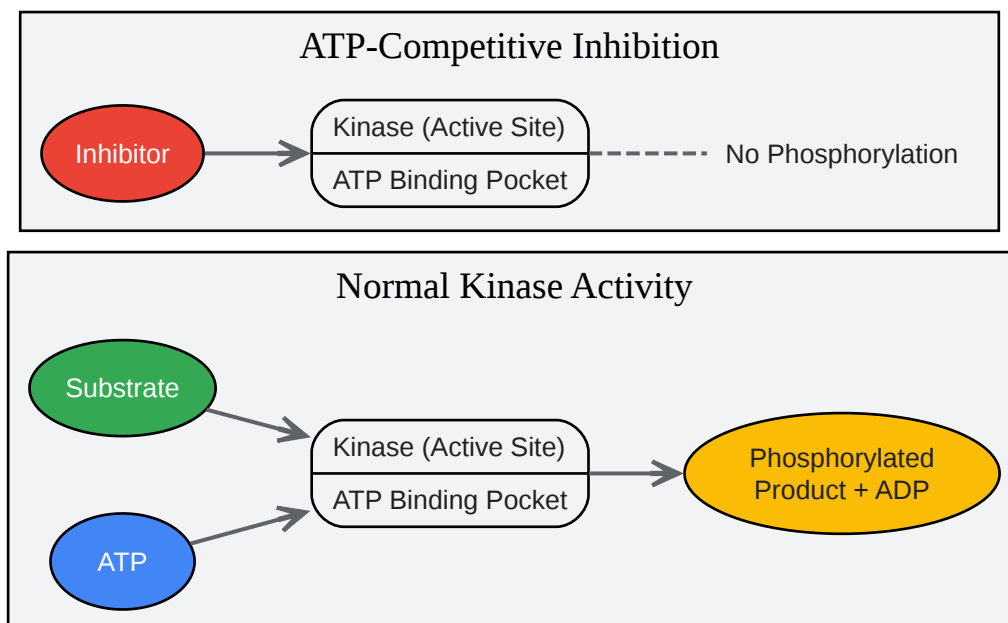 ATP-Competitive Inhibition
Inhibitor
Kinase (Active Site)
ATP Binding Pocket
No Phosphorylation
Normal Kinase Activity
Substrate
ATP
Kinase (Active Site)
ATP Binding Pocket
Phosphorylated
Product + ADP